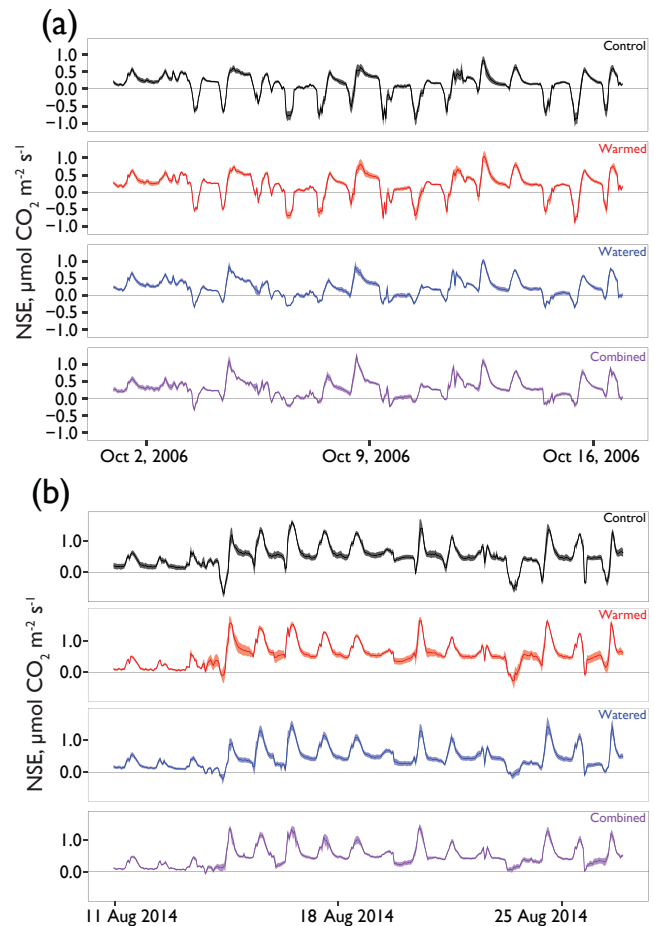 (a)
NSE, µmol CO₂ m⁻² s⁻¹
Control
1.0
0.5
0.0
−0.5
−1.0
Warmed
1.0
0.5
0.0
−0.5
−1.0
Watered
1.0
0.5
0.0
−0.5
−1.0
Combined
1.0
0.5
0.0
−0.5
−1.0
Oct 2, 2006 Oct 9, 2006 Oct 16, 2006
(b)
NSE, µmol CO₂ m⁻² s⁻¹
Control
1.0
0.0
Warmed
1.0
0.0
Watered
1.0
0.0
Combined
1.0
0.0
11 Aug 2014 18 Aug 2014 25 Aug 2014